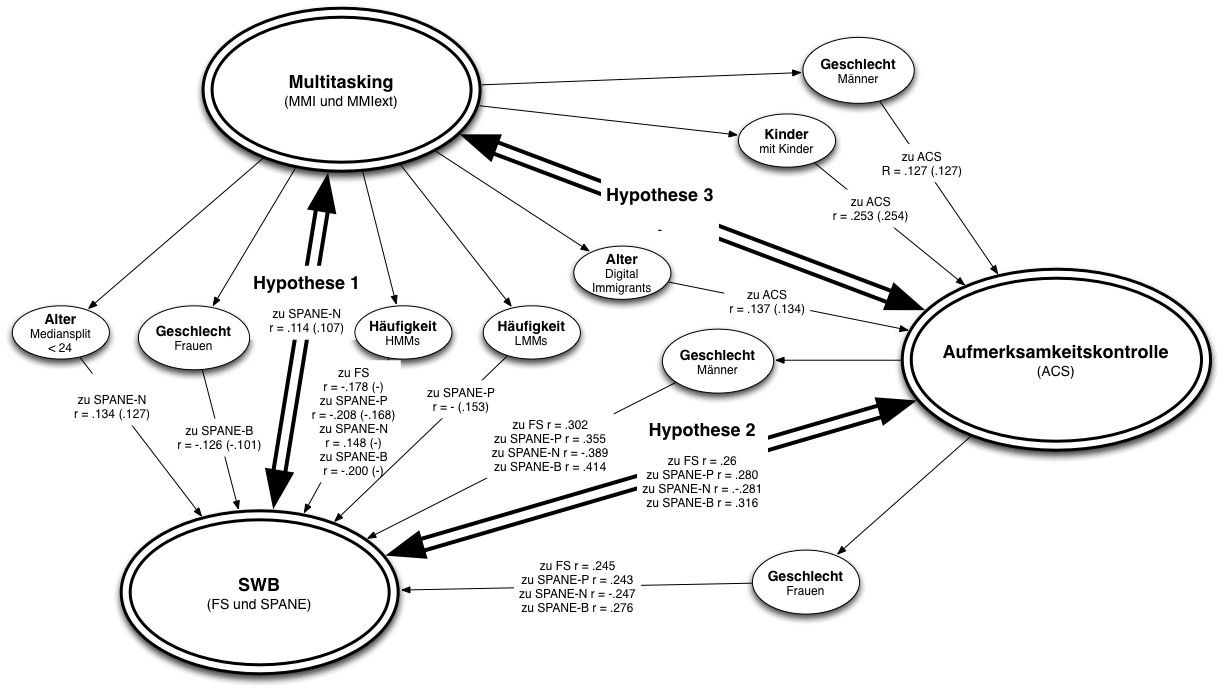 Multitasking
(MMI und MMIext)
Geschlecht
Männer
Kinder
mit Kinder
zu ACS
R = .127 (.127)
zu ACS
r = .253 (.254)
Hypothese 3
-
Alter
Digital
Immigrants
zu ACS
r = .137 (.134)
Hypothese 1
zu SPANE-N
r = .114 (.107)
Alter
Mediansplit
< 24
Geschlecht
Frauen
Häufigkeit
HMMs
Häufigkeit
LMMs
Geschlecht
Männer
Aufmerksamkeitskontrolle
(ACS)
zu SPANE-N
r = .134 (.127)
zu SPANE-B
r = -.126 (-.101)
zu FS
r = -.178 (-)
zu SPANE-P
r = -.208 (-.168)
zu SPANE-N
r = .148 (-)
zu SPANE-B
r = -.200 (-)
zu SPANE-P
r = - (.153)
zu FS r = .302
zu SPANE-P r = .355
zu SPANE-N r = -.389
zu SPANE-B r = .414
Hypothese 2
zu FS r = .26
zu SPANE-P r = .280
zu SPANE-N r = .-.281
zu SPANE-B r = .316
SWB
(FS und SPANE)
zu FS r = .245
zu SPANE-P r = .243
zu SPANE-N r = -.247
zu SPANE-B r = .276
Geschlecht
Frauen